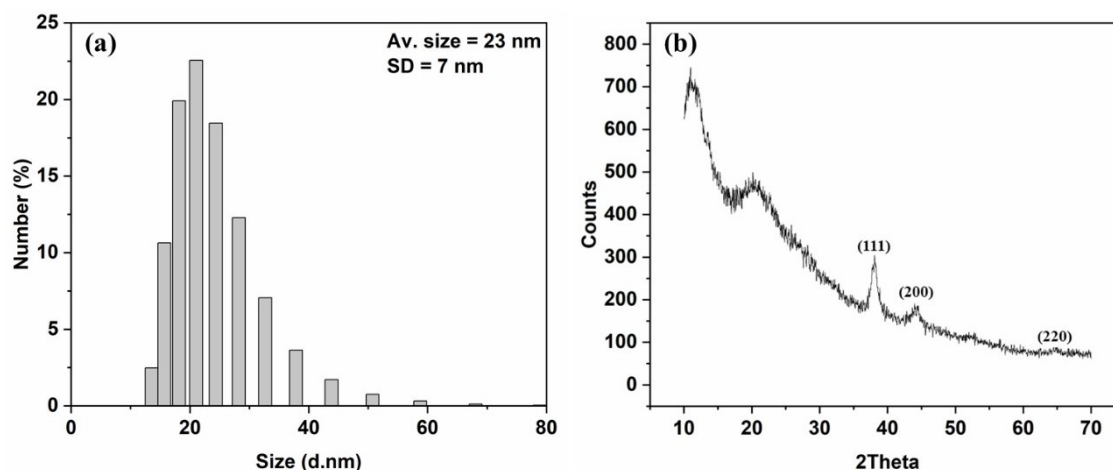 (a)
Av. size = 23 nm
SD = 7 nm
25
20
15
10
5
0
Number (%)
0 20 40 60 80
Size (d.nm)
(b)
800
700
600
500
400
300
200
100
0
Counts
(111)
(200)
(220)
10 20 30 40 50 60 70
2Theta